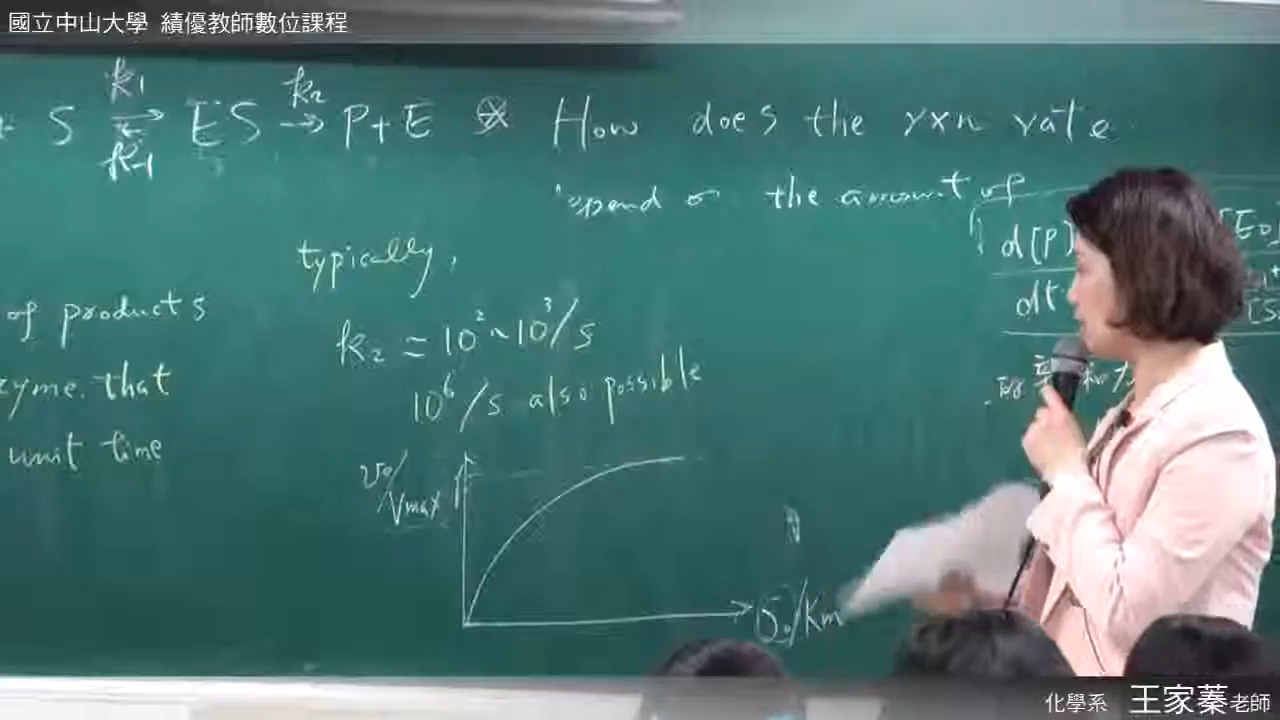 國立中山大學 績優教師數位課程
S k₁ ⇌ k₋₁ ES k₂ → P+E ⊗ How does the rxn rate
the amount of
typically,
d[P]
dt
[E₀]
of products
k₂ = 10² ~ 10³/s
zyme. that
10⁶/s also possible
unit time
v₀/Vmax
[S]₀/Km
化學系 王家蓁老師